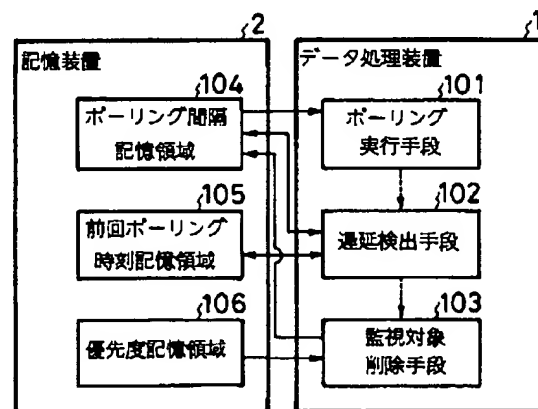 2
記憶装置
104
ポーリング間隔
記憶領域
105
前回ポーリング
時刻記憶領域
106
優先度記憶領域
1
データ処理装置
101
ポーリング
実行手段
102
遅延検出手段
103
監視対象
削除手段